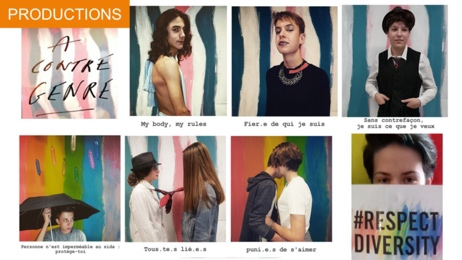 PRODUCTIONS
A
CONTRE
GENRE
My body, my rules
Fier.e de qui je suis
Sans contrefaçon,
je suis ce que je veux
Personne n'est imperméable au sida :
protège-toi
Tous.te.s lié.e.s
puni.e.s de s'aimer
#RESPECT
DIVERSITY